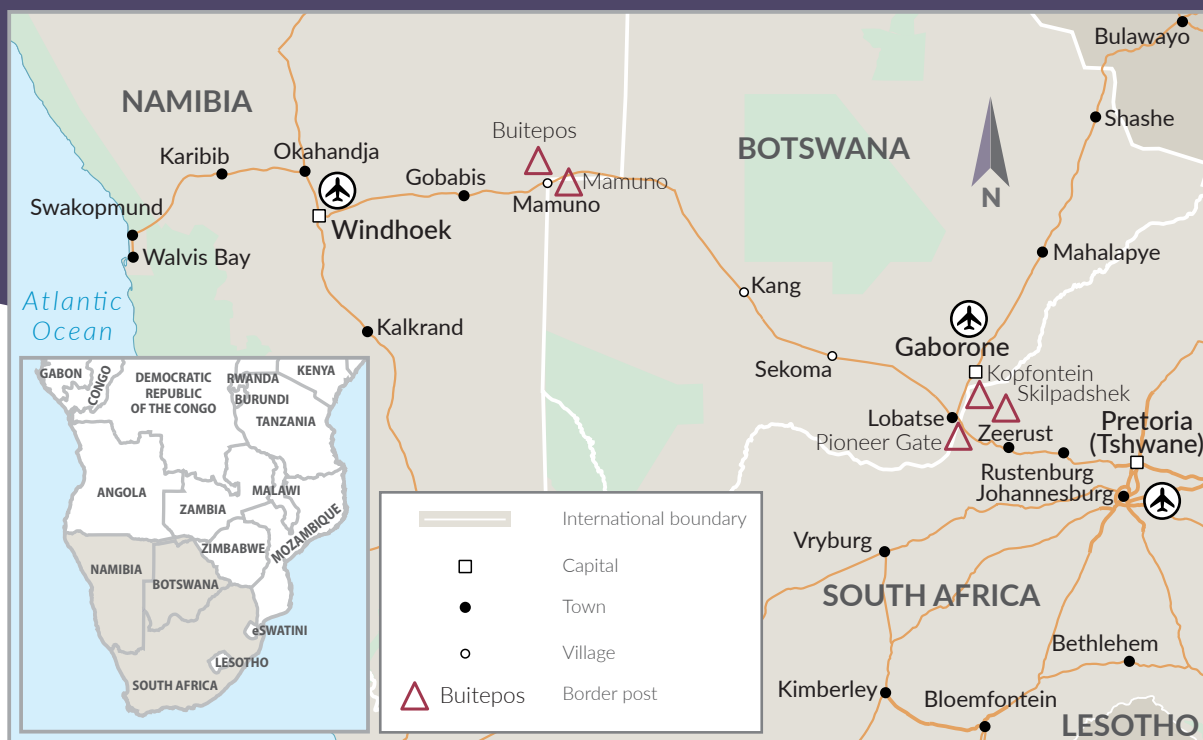 Bulawayo
NAMIBIA
Shashe
Buitepos
BOTSWANA
Karibib
Okahandja
Gobabis
Mamuno
Mamuno
N
Swakopmund
Windhoek
Walvis Bay
Mahalapye
Kang
Atlantic
Ocean
Kalkrand
Gaborone
Sekoma
Kopfontein
Skilpadshek
Lobatse
Pioneer Gate
Zeerust
Pretoria
(Tshwane)
Rustenburg
Johannesburg
Vryburg
SOUTH AFRICA
Bethlehem
Kimberley
Bloemfontein
LESOTHO
GABON
CONGO
DEMOCRATIC
REPUBLIC
OF THE CONGO
RWANDA
BURUNDI
KENYA
TANZANIA
ANGOLA
ZAMBIA
MALAWI
MOZAMBIQUE
ZIMBABWE
NAMIBIA
BOTSWANA
eSWATINI
LESOTHO
SOUTH AFRICA
International boundary
Capital
Town
Village
Buitepos Border post